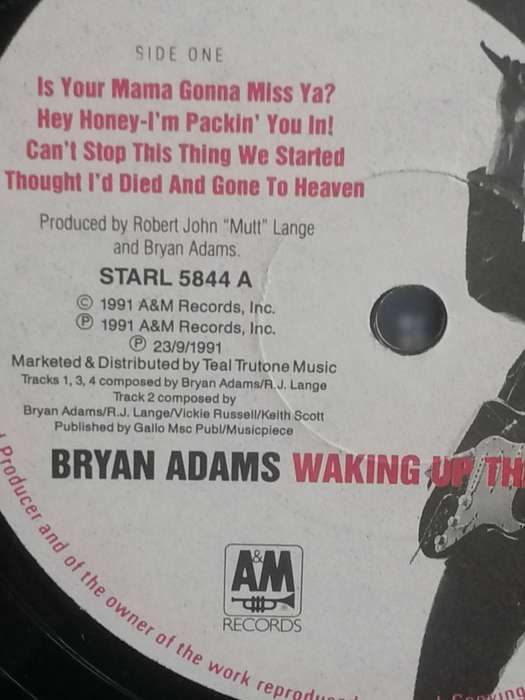 SIDE ONE
Is Your Mama Gonna Miss Ya?
Hey Honey-I'm Packin' You In!
Can't Stop This Thing We Started
Thought I'd Died And Gone To Heaven
Produced by Robert John "Mutt" Lange
and Bryan Adams.
STARL 5844 A
© 1991 A&M Records, Inc.
℗ 1991 A&M Records, Inc.
℗ 23/9/1991
Marketed & Distributed by Teal Trutone Music
Tracks 1, 3, 4 composed by Bryan Adams/R.J. Lange
Track 2 composed by
Bryan Adams/R.J. Lange/Vickie Russell/Keith Scott
Published by Gallo Msc Publ/Musicpiece
BRYAN ADAMS WAKING UP TH
A&M
RECORDS
Producer and of the owner of the work reprodu